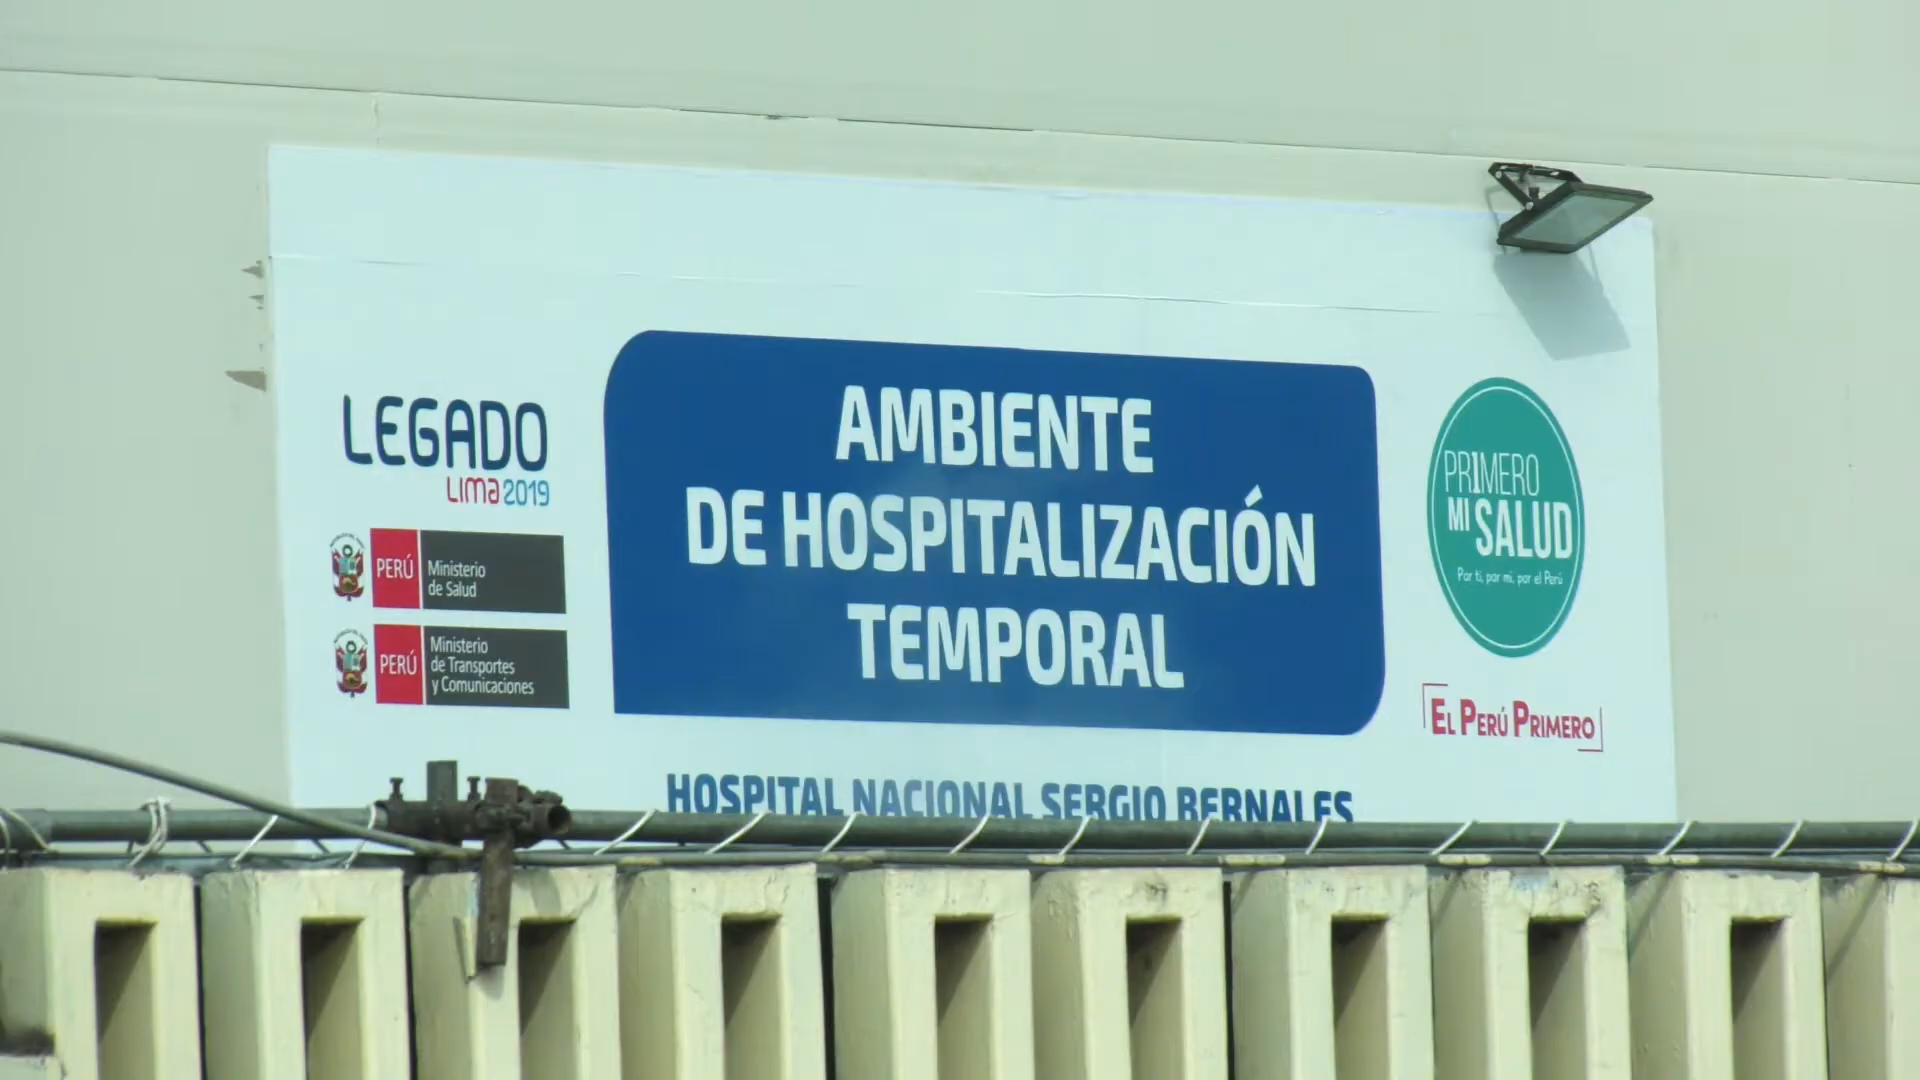 LEGADO
LIMA 2019
PERÚ
Ministerio
de Salud
PERÚ
Ministerio
de Transportes
y Comunicaciones
AMBIENTE
DE HOSPITALIZACIÓN
TEMPORAL
PR1MERO
MI SALUD
Por ti, por mí, por el Perú
EL PERÚ PRIMERO
HOSPITAL NACIONAL SERGIO BERNALES